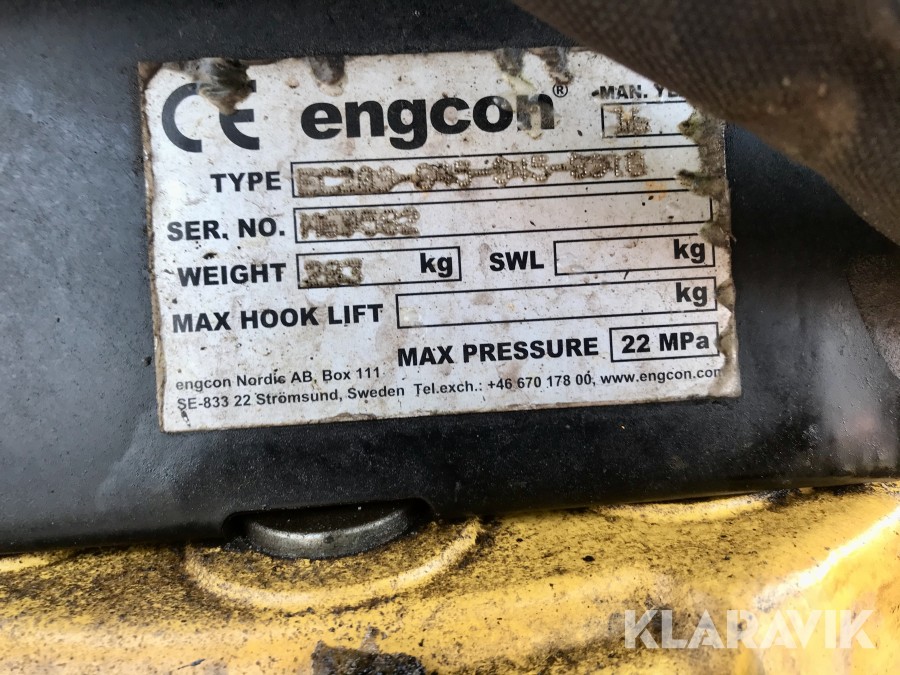 CE engcon®
MAN.
16
TYPE
SER. NO.
WEIGHT 283 kg SWL kg
MAX HOOK LIFT kg
MAX PRESSURE 22 MPa
engcon Nordic AB, Box 111
SE-833 22 Strömsund, Sweden Tel.exch.: +46 670 178 00, www.engcon.com
KLARAVIK